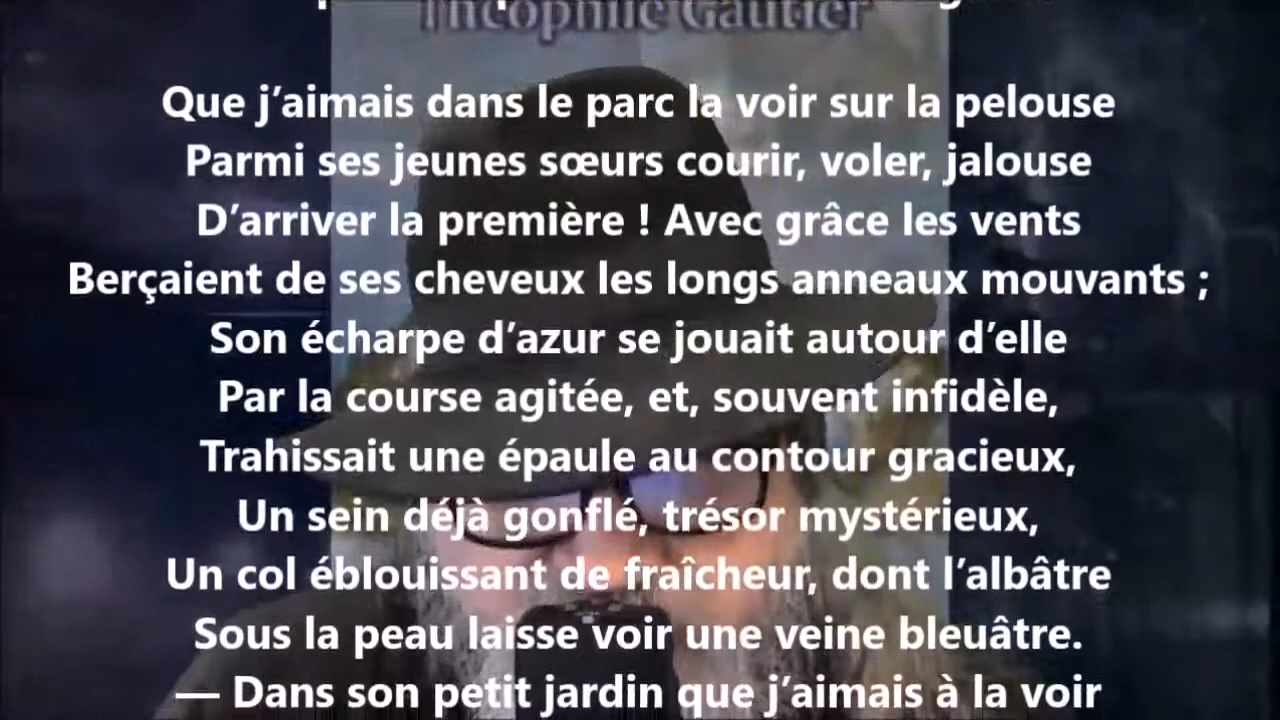 Théophile Gautier
Que j’aimais dans le parc la voir sur la pelouse
Parmi ses jeunes sœurs courir, voler, jalouse
D’arriver la première ! Avec grâce les vents
Berçaient de ses cheveux les longs anneaux mouvants ;
Son écharpe d’azur se jouait autour d’elle
Par la course agitée, et, souvent infidèle,
Trahissait une épaule au contour gracieux,
Un sein déjà gonflé, trésor mystérieux,
Un col éblouissant de fraîcheur, dont l’albâtre
Sous la peau laisse voir une veine bleuâtre.
— Dans son petit jardin que j’aimais à la voir